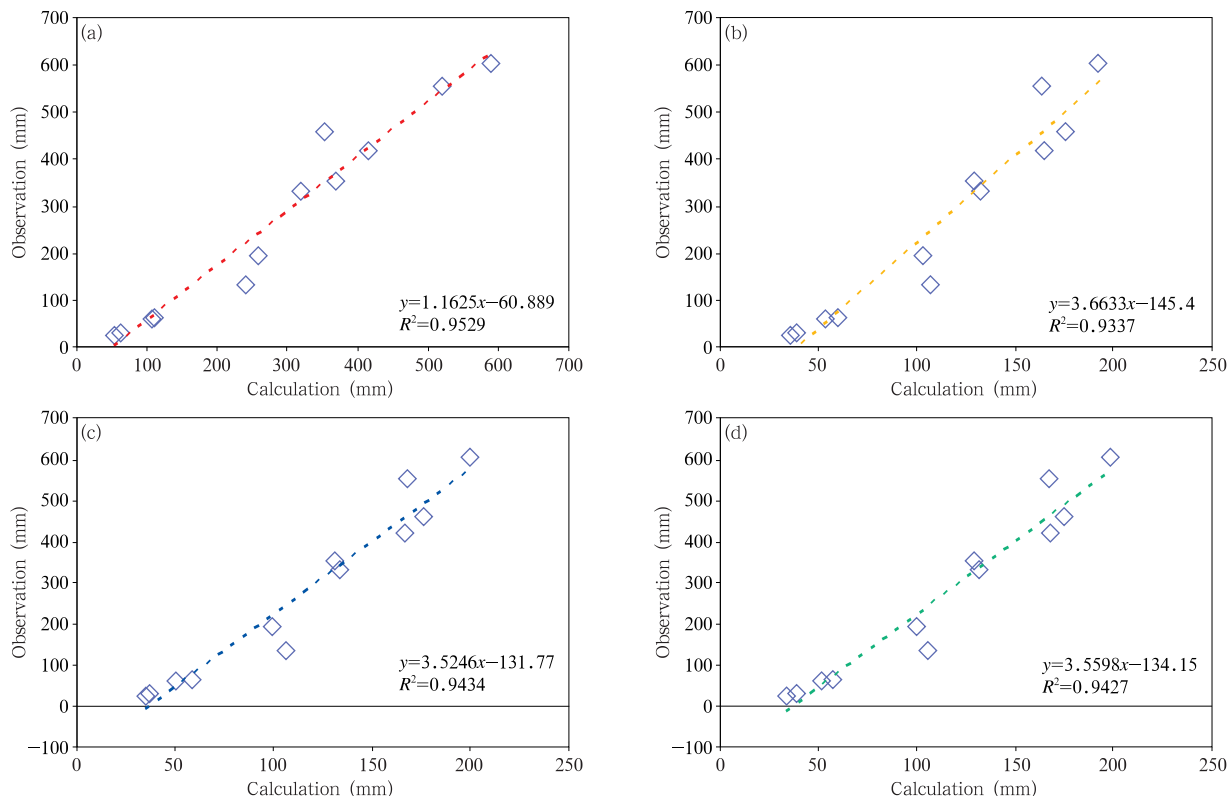 (a)
700
600
500
400
300
200
100
0
Observation (mm)
y=1.1625x−60.889
R²=0.9529
0 100 200 300 400 500 600 700
Calculation (mm)
(b)
700
600
500
400
300
200
100
0
Observation (mm)
y=3.6633x−145.4
R²=0.9337
0 50 100 150 200 250
Calculation (mm)
(c)
700
600
500
400
300
200
100
0
−100
Observation (mm)
y=3.5246x−131.77
R²=0.9434
0 50 100 150 200 250
Calculation (mm)
(d)
700
600
500
400
300
200
100
0
−100
Observation (mm)
y=3.5598x−134.15
R²=0.9427
0 50 100 150 200 250
Calculation (mm)